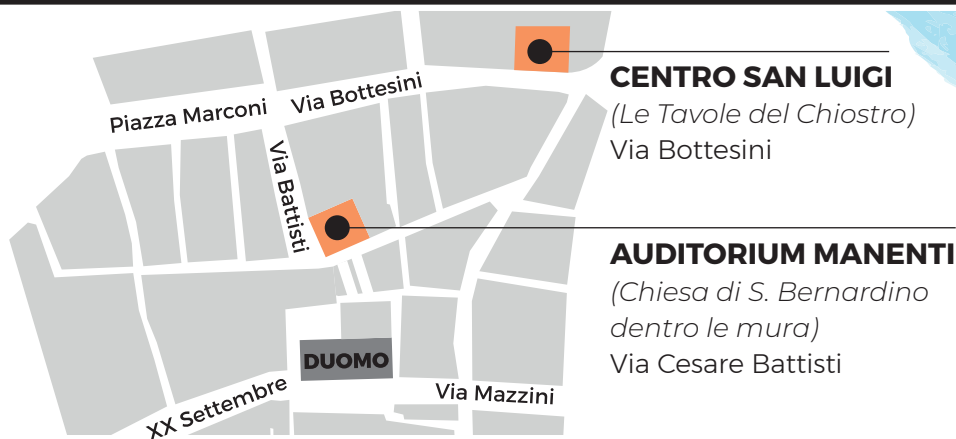 CENTRO SAN LUIGI
(Le Tavole del Chiostro)
Via Bottesini
Piazza Marconi
Via Bottesini
Via Battisti
AUDITORIUM MANENTI
(Chiesa di S. Bernardino
dentro le mura)
Via Cesare Battisti
DUOMO
XX Settembre
Via Mazzini